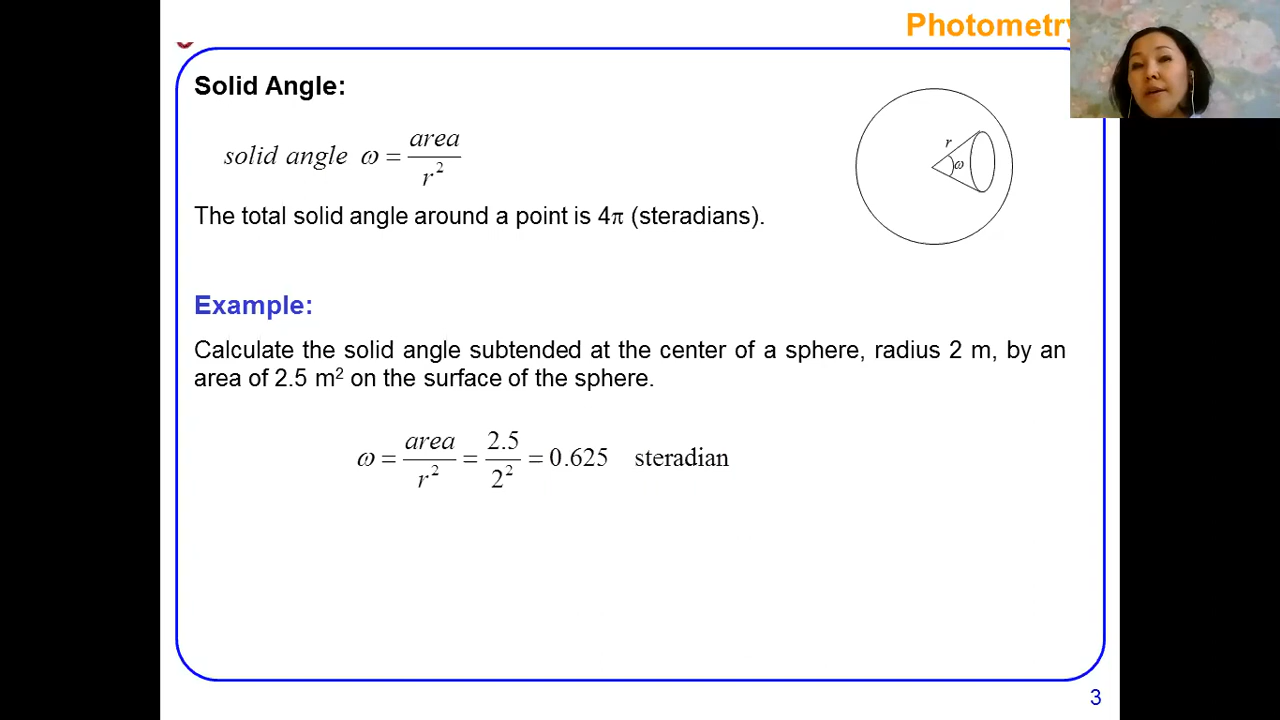 Photometry
Solid Angle:
solid angle ω = area / r²
The total solid angle around a point is 4π (steradians).
r
ω
Example:
Calculate the solid angle subtended at the center of a sphere, radius 2 m, by an
area of 2.5 m² on the surface of the sphere.
ω = area / r² = 2.5 / 2² = 0.625 steradian
3